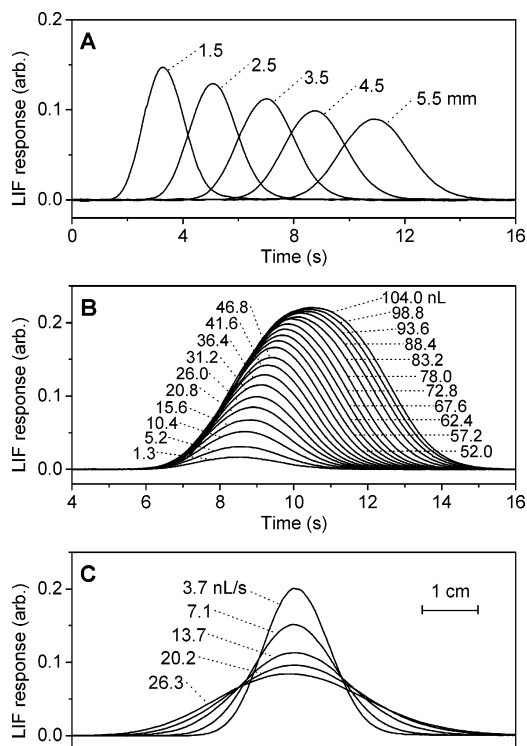 A
LIF response (arb.)
0.2
0.1
0.0
1.5
2.5
3.5
4.5
5.5 mm
0 4 8 12 16
Time (s)
B
LIF response (arb.)
0.2
0.1
0.0
46.8
41.6
36.4
31.2
26.0
20.8
15.6
10.4
5.2
1.3
104.0 nL
98.8
93.6
88.4
83.2
78.0
72.8
67.6
62.4
57.2
52.0
4 6 8 10 12 14 16
Time (s)
C
LIF response (arb.)
0.2
0.1
0.0
3.7 nL/s
7.1
13.7
20.2
26.3
1 cm